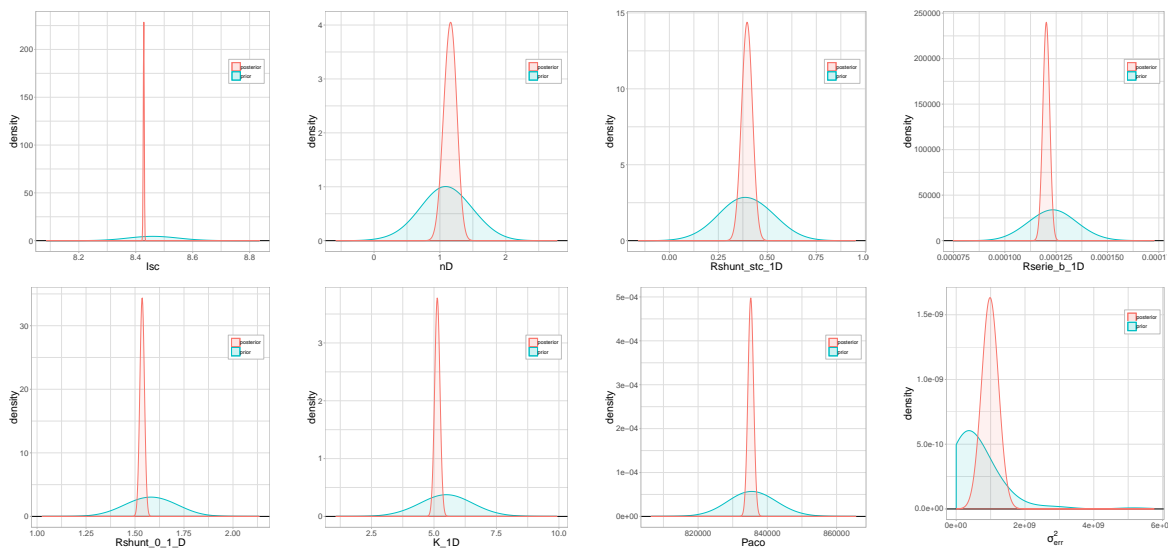 density
200
150
100
50
0
posterior
prior
8.2
8.4
8.6
8.8
Isc
density
4
3
2
1
0
posterior
prior
0
1
2
nD
density
15
10
5
0
posterior
prior
0.00
0.25
0.50
0.75
1.0
Rshunt_stc_1D
density
250000
200000
150000
100000
50000
0
posterior
prior
0.000075
0.000100
0.000125
0.000150
0.000175
Rserie_b_1D
density
30
20
10
0
posterior
prior
1.00
1.25
1.50
1.75
2.00
Rshunt_0_1_D
density
3
2
1
0
posterior
prior
2.5
5.0
7.5
10.0
K_1D
density
5e−04
4e−04
3e−04
2e−04
1e−04
0e+00
posterior
prior
820000
840000
860000
Paco
density
1.5e−09
1.0e−09
5.0e−10
0.0e+00
posterior
prior
0e+00
2e+09
4e+09
6e+0
σ²err